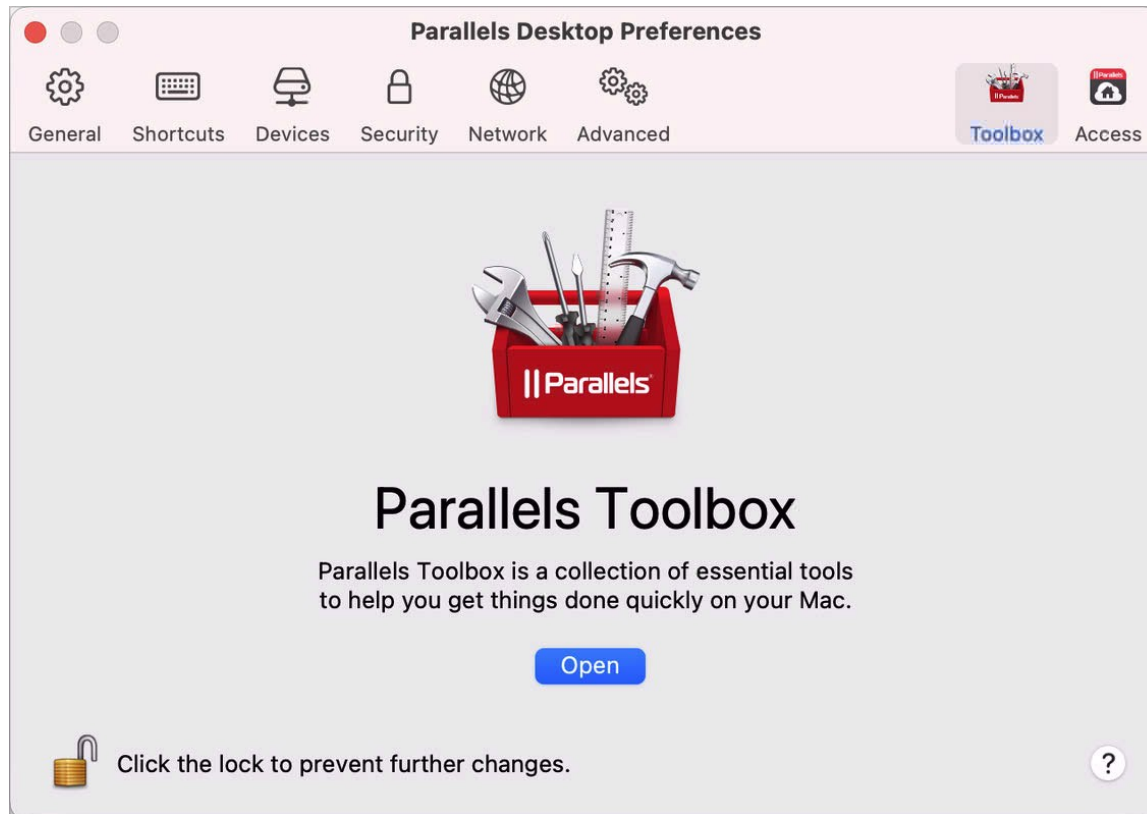 Parallels Desktop Preferences
General Shortcuts Devices Security Network Advanced Toolbox Access
|| Parallels®
Parallels Toolbox
Parallels Toolbox is a collection of essential tools
to help you get things done quickly on your Mac.
Open
Click the lock to prevent further changes.
?